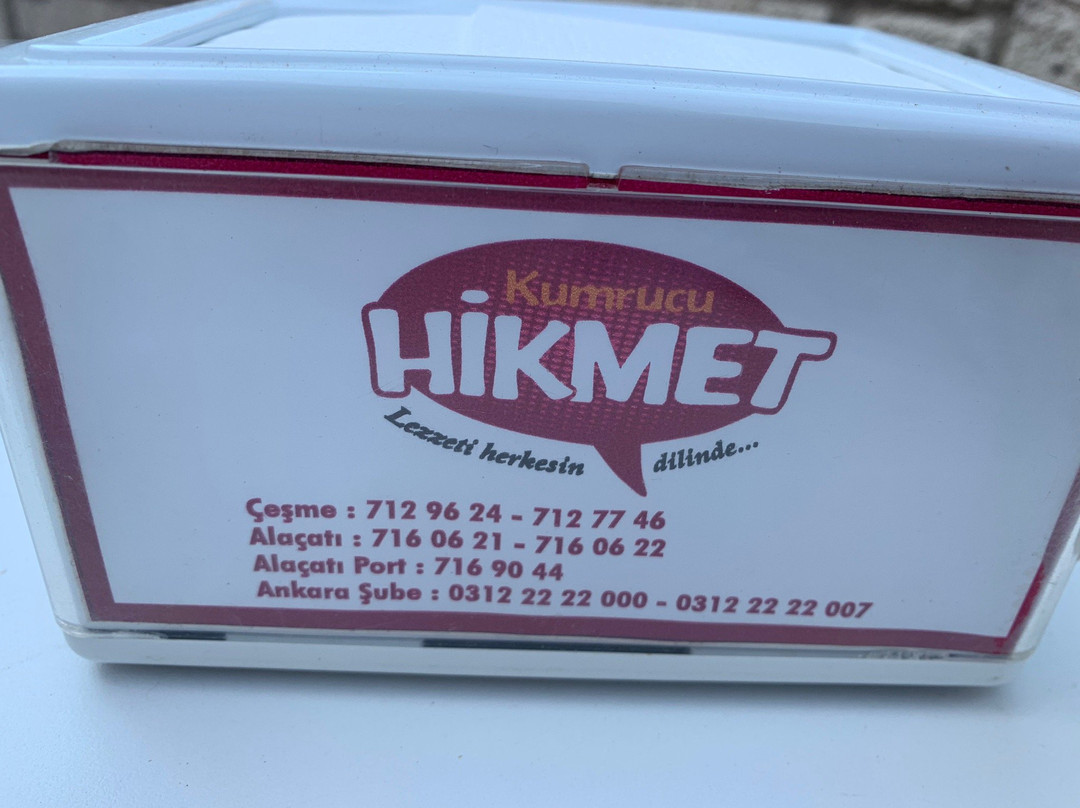 Kumrucu
HİKMET
Lezzeti herkesin dilinde...
Çeşme : 712 96 24 - 712 77 46
Alaçatı : 716 06 21 - 716 06 22
Alaçatı Port : 716 90 44
Ankara Şube : 0312 22 22 000 - 0312 22 22 007